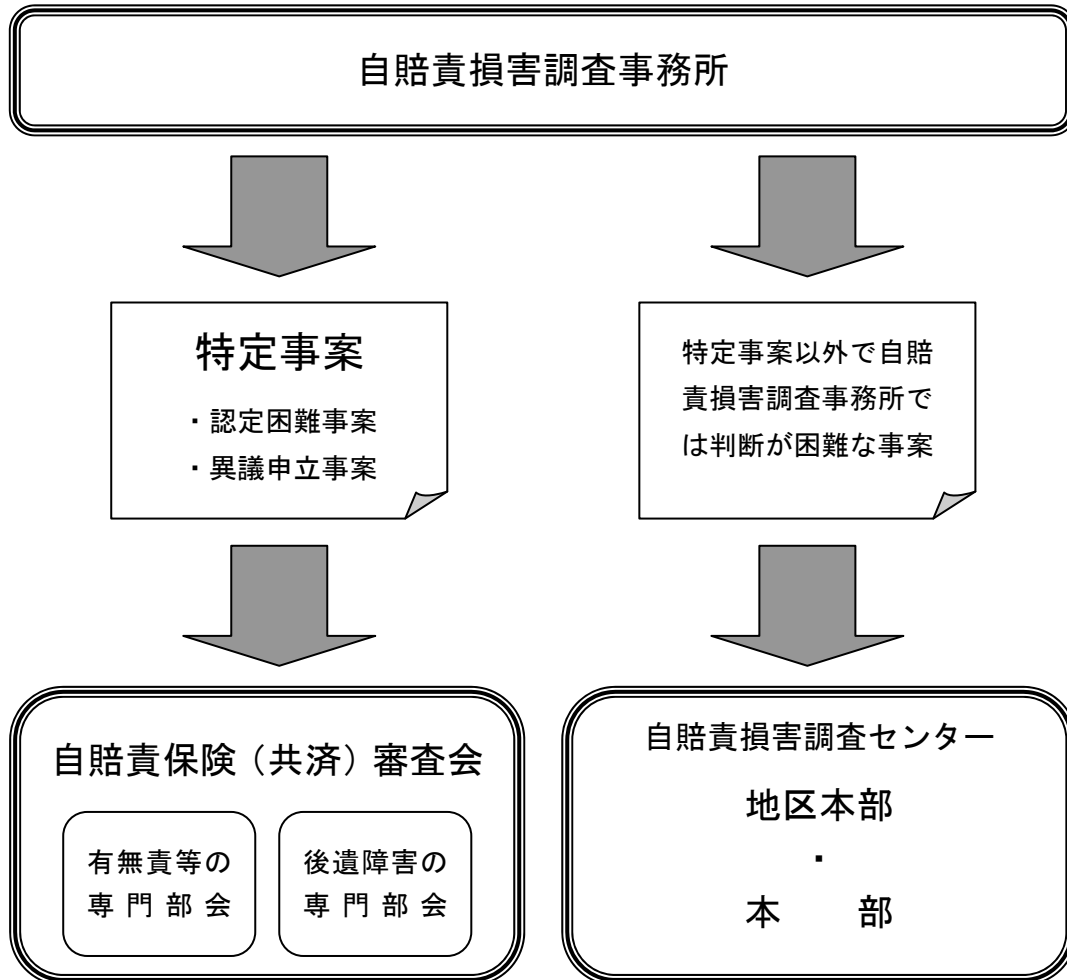 自賠責損害調査事務所
特定事案
・認定困難事案
・異議申立事案
特定事案以外で自賠
責損害調査事務所で
は判断が困難な事案
自賠責保険（共済）審査会
有無責等の
専門部会
後遺障害の
専門部会
自賠責損害調査センター
地区本部
・
本　　部